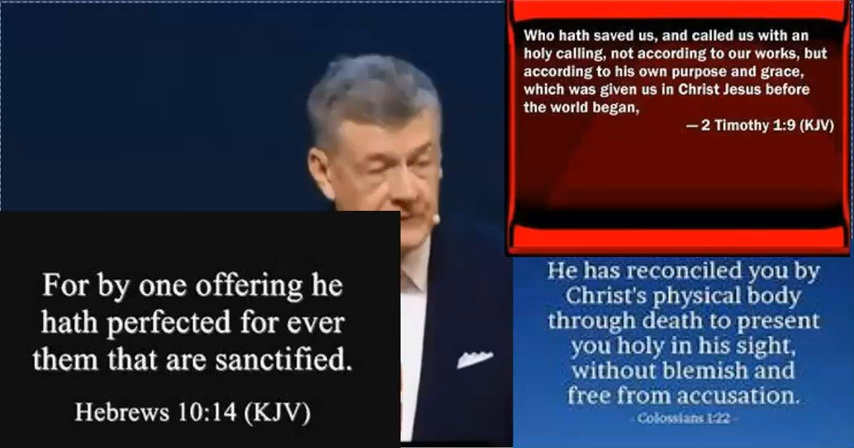 Who hath saved us, and called us with an
holy calling, not according to our works, but
according to his own purpose and grace,
which was given us in Christ Jesus before
the world began,
— 2 Timothy 1:9 (KJV)
For by one offering he
hath perfected for ever
them that are sanctified.
Hebrews 10:14 (KJV)
He has reconciled you by
Christ's physical body
through death to present
you holy in his sight,
without blemish and
free from accusation.
- Colossians 1:22 -